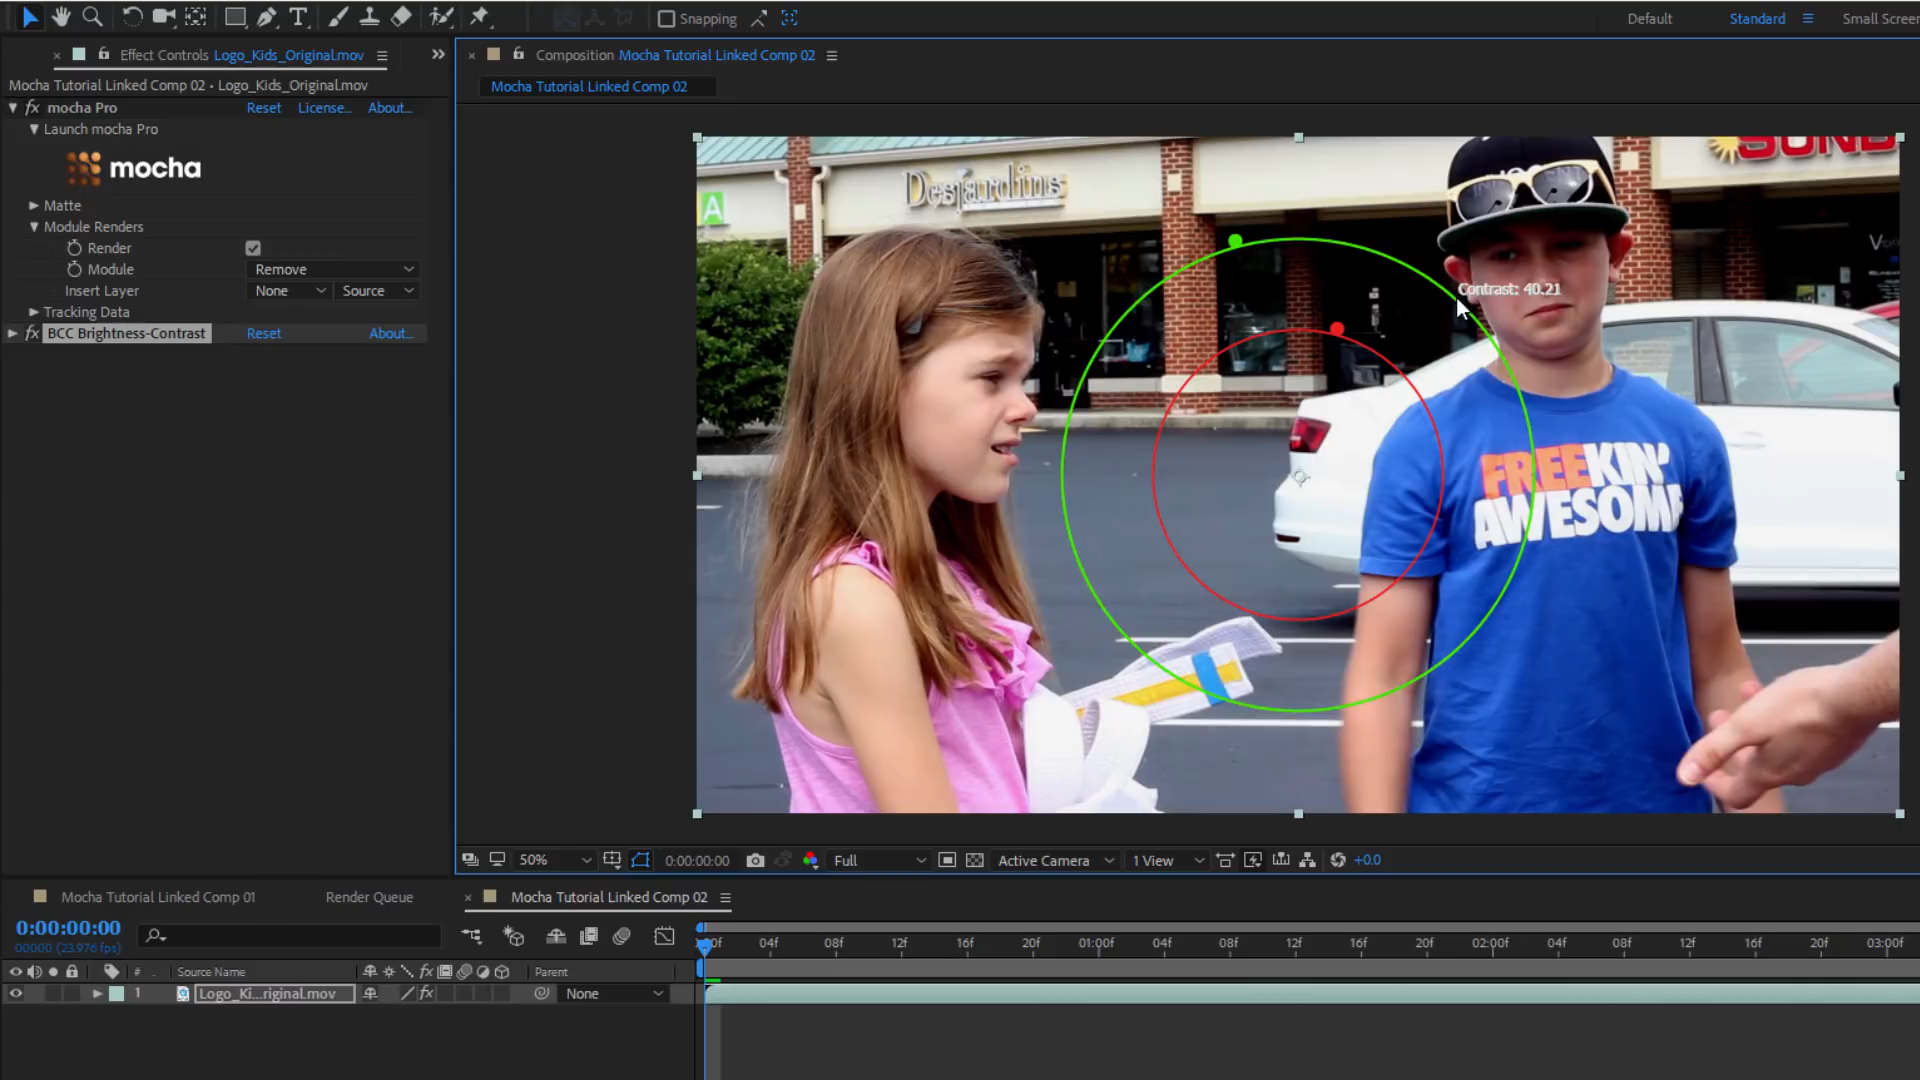 Snapping
Default
Standard
Small Screen
Effect Controls Logo_Kids_Original.mov
Composition Mocha Tutorial Linked Comp 02
Mocha Tutorial Linked Comp 02 • Logo_Kids_Original.mov
Mocha Tutorial Linked Comp 02
fx mocha Pro Reset License... About...
Launch mocha Pro
mocha
Matte
Module Renders
Render
Module Remove
Insert Layer None Source
Tracking Data
fx BCC Brightness-Contrast Reset About...
Desjardins
A
Contrast: 40.21
FREEKIN'
AWESOME
50%
0:00:00:00
Full
Active Camera
1 View
+0.0
Mocha Tutorial Linked Comp 01
Render Queue
Mocha Tutorial Linked Comp 02
0:00:00:00
00000 (23.976 fps)
04f 08f 12f 16f 20f 01:00f 04f 08f 12f 16f 20f 02:00f 04f 08f 12f 16f 20f 03:00f
# Source Name fx Parent
1 Logo_Ki...riginal.mov fx None